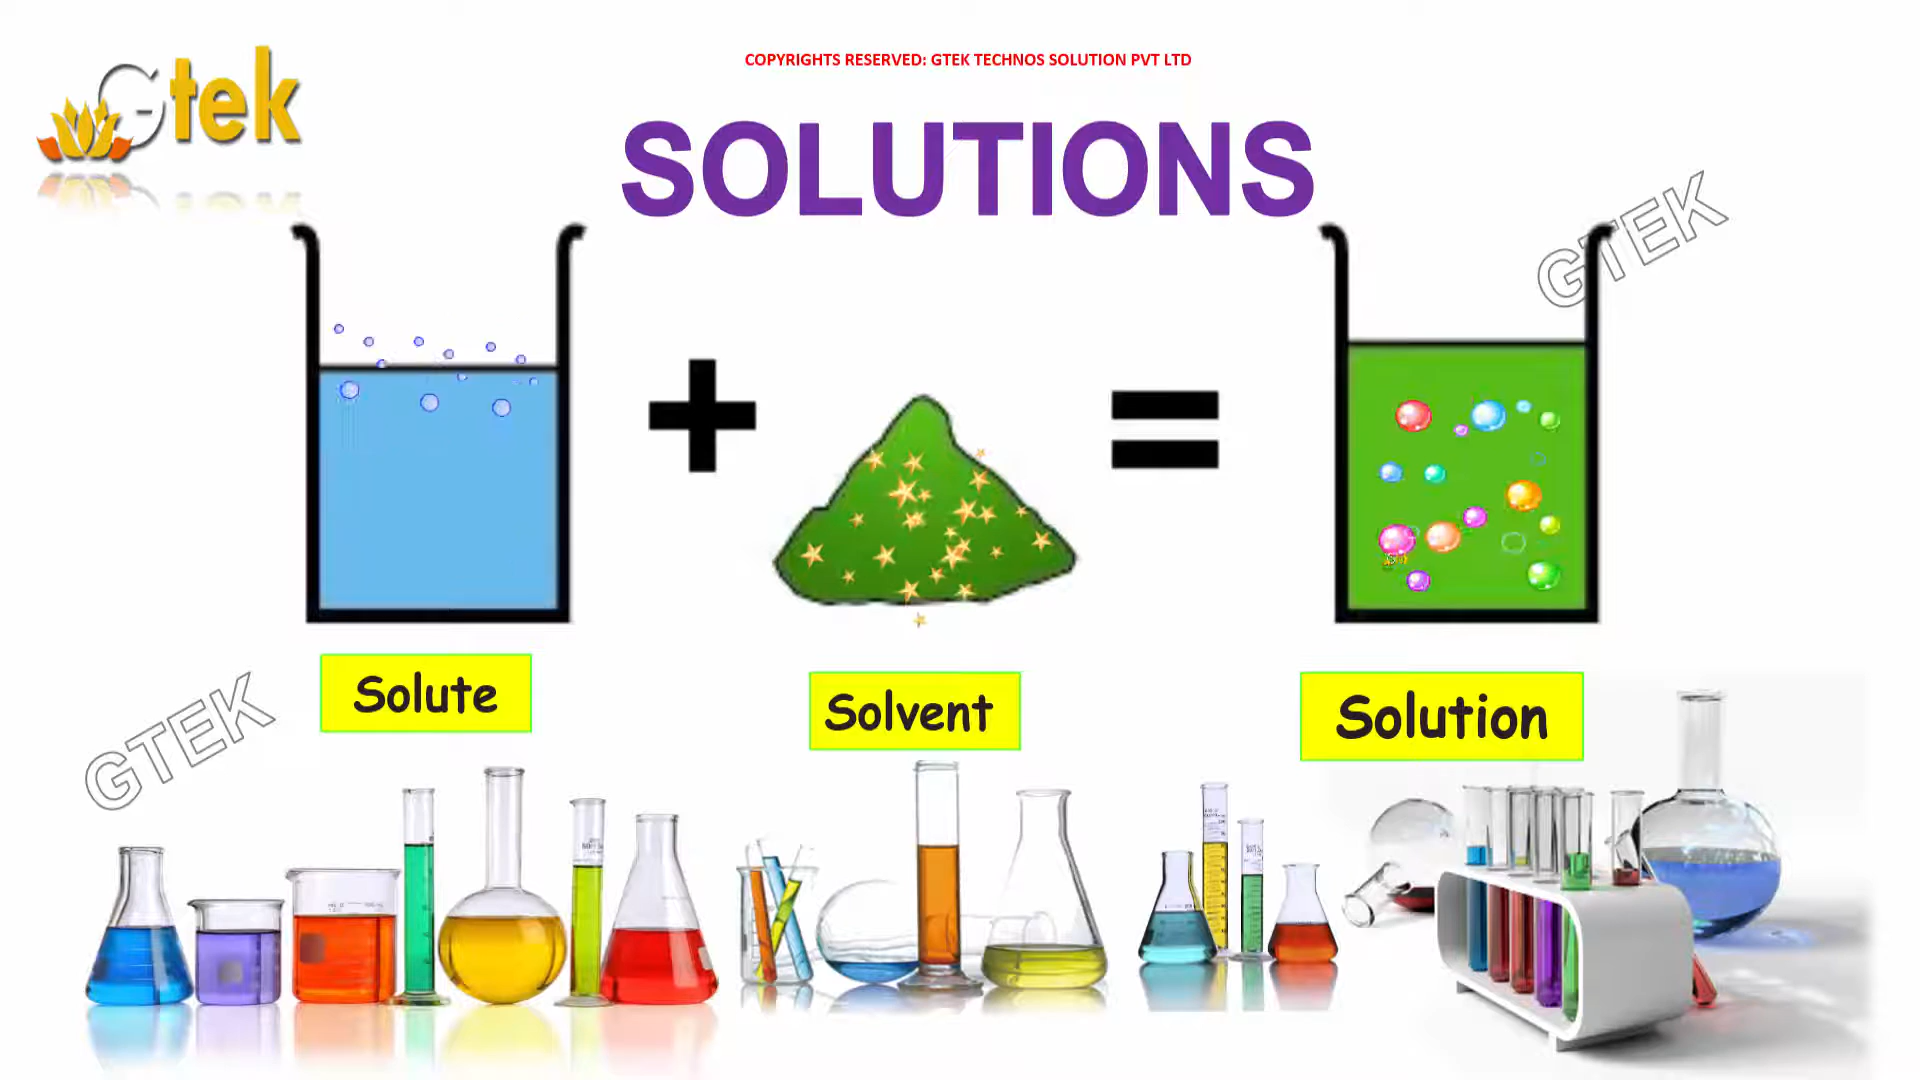 Gtek
COPYRIGHTS RESERVED: GTEK TECHNOS SOLUTION PVT LTD
SOLUTIONS
GTEK
Solute
Solvent
Solution
GTEK